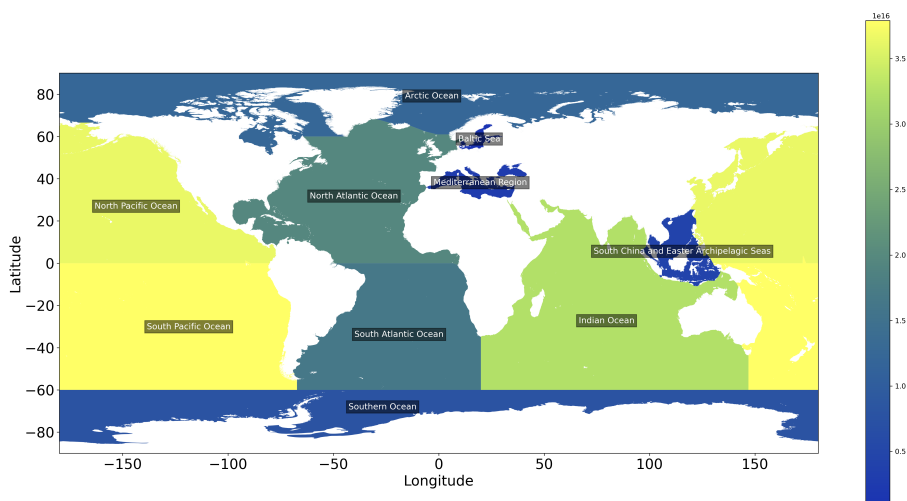 1e16
80
60
40
20
0
−20
−40
−60
−80
Latitude
−150
−100
−50
0
50
100
150
Longitude
Arctic Ocean
Baltic Sea
Mediterranean Region
North Atlantic Ocean
North Pacific Ocean
South China and Easter Archipelagic Seas
South Pacific Ocean
South Atlantic Ocean
Indian Ocean
Southern Ocean
3.5
3.0
2.5
2.0
1.5
1.0
0.5